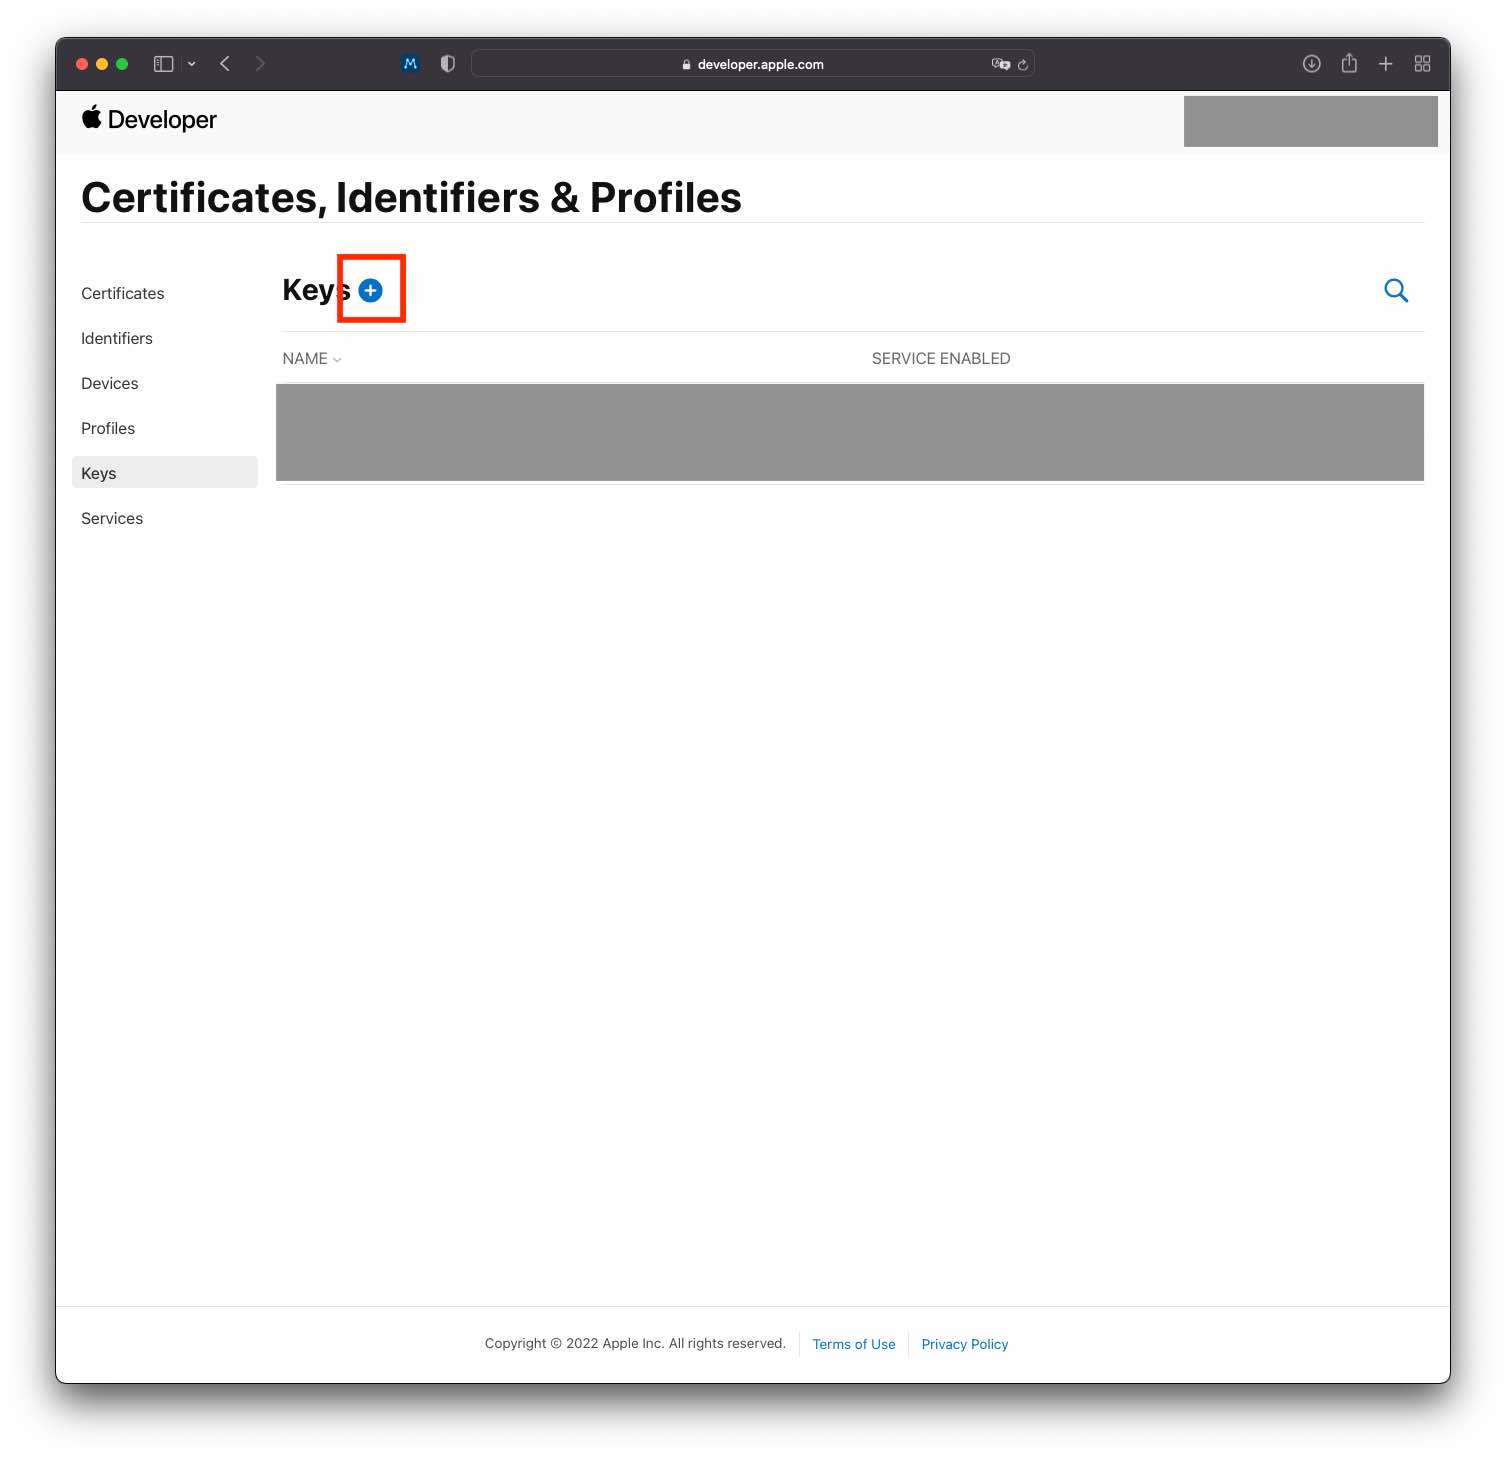 developer.apple.com
Developer
Certificates, Identifiers & Profiles
Certificates
Identifiers
Devices
Profiles
Keys
Services
Keys
NAME
SERVICE ENABLED
Copyright © 2022 Apple Inc. All rights reserved.
Terms of Use
Privacy Policy